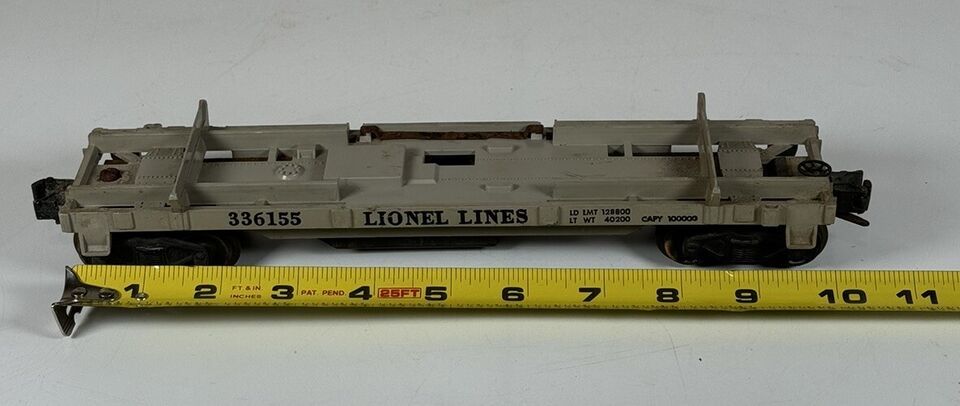 336155 LIONEL LINES LD LMT 128800
LT WT 40200 CAPY 100000
1 2 FT & IN. INCHES 3 PAT. PEND. 4 25FT 5 6 7 8 9 10 11